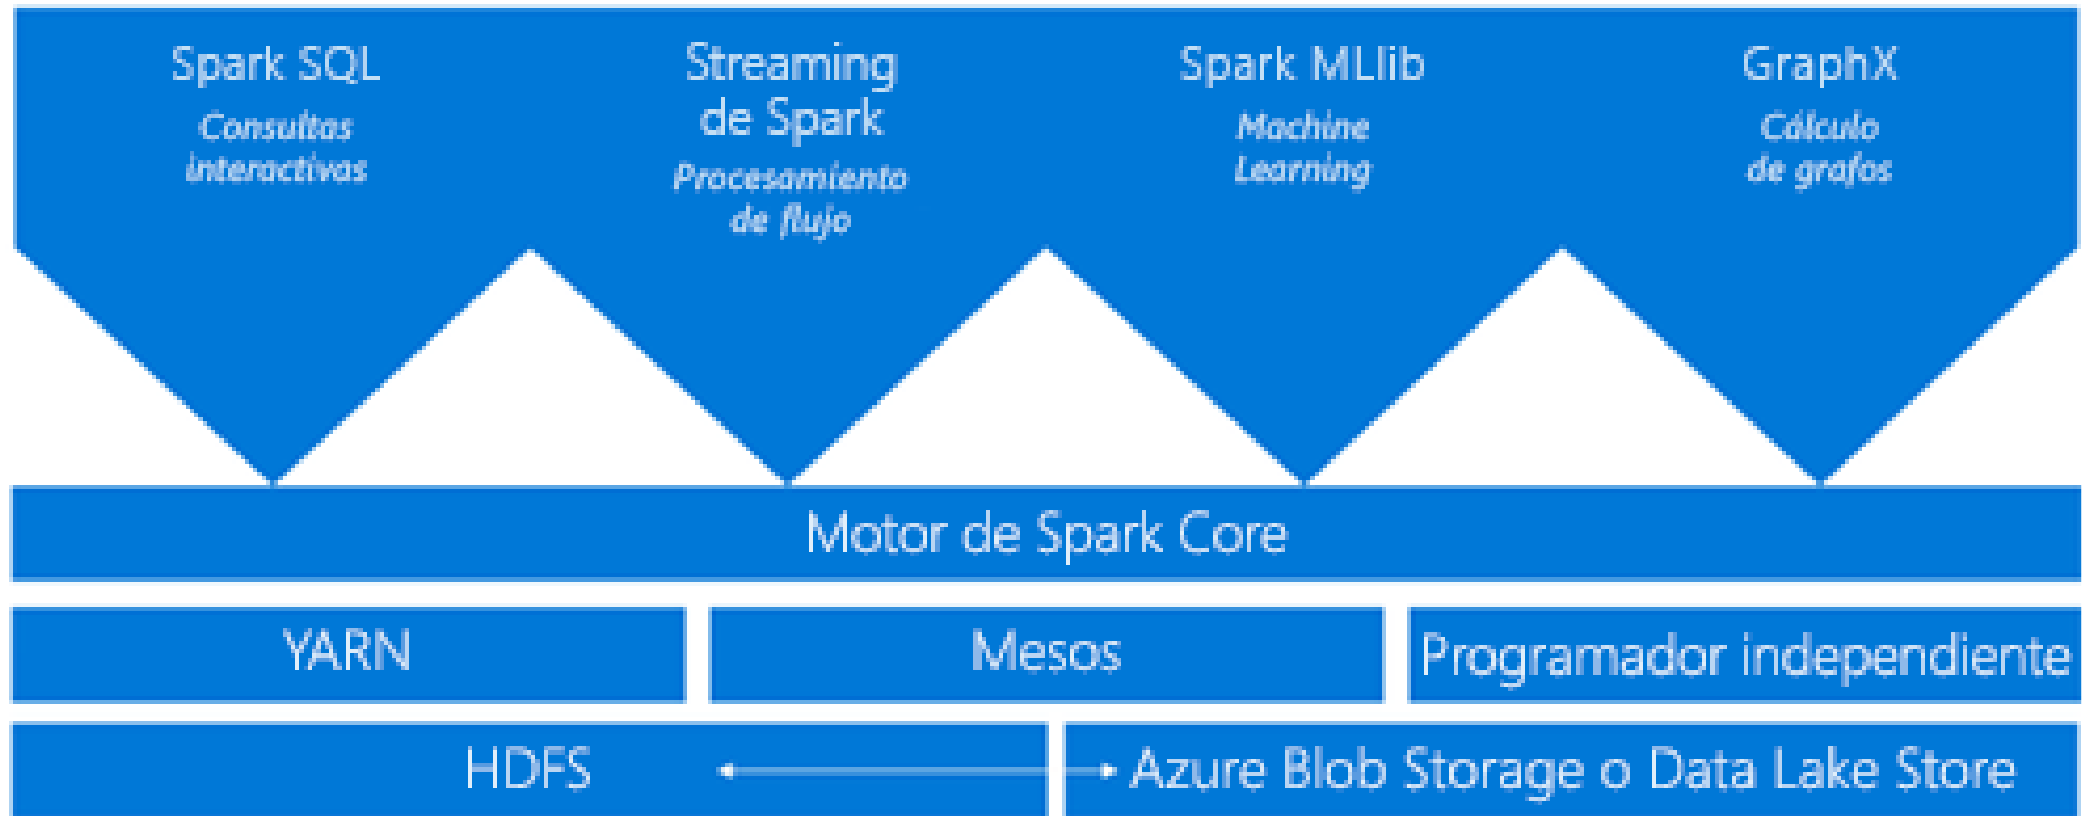 Spark SQL
Consultas
interactivas
Streaming
de Spark
Procesamiento
de flujo
Spark MLlib
Machine
Learning
GraphX
Cálculo
de grafos
Motor de Spark Core
YARN
Mesos
Programador independiente
HDFS
Azure Blob Storage o Data Lake Store